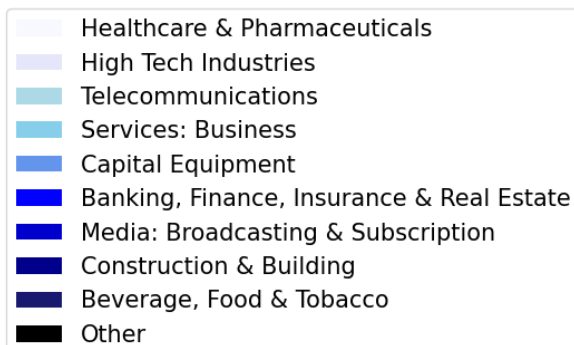 Healthcare & Pharmaceuticals
High Tech Industries
Telecommunications
Services: Business
Capital Equipment
Banking, Finance, Insurance & Real Estate
Media: Broadcasting & Subscription
Construction & Building
Beverage, Food & Tobacco
Other